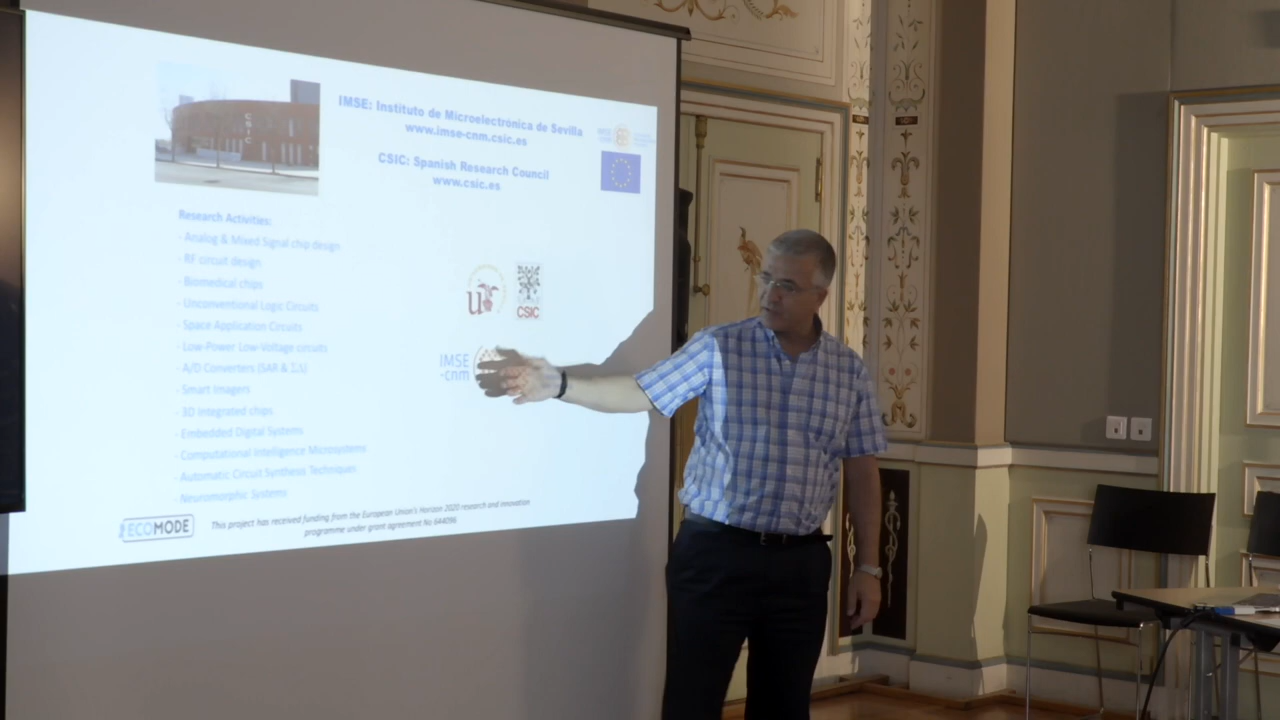 IMSE: Instituto de Microelectrónica de Sevilla
www.imse-cnm.csic.es
CSIC: Spanish Research Council
www.csic.es
CSIC
Research Activities:
- Analog & Mixed Signal chip design
- RF circuit design
- Biomedical chips
- Unconventional Logic Circuits
- Space Application Circuits
- Low-Power Low-Voltage circuits
- A/D Converters (SAR & ΣΔ)
- Smart Imagers
- 3D integrated chips
- Embedded Digital Systems
- Computational Intelligence Microsystems
- Automatic Circuit Synthesis Techniques
- Neuromorphic Systems
us
CSIC
IMSE
-cnm
IMSE
-cnm
ECOMODE
This project has received funding from the European Union's Horizon 2020 research and innovation
programme under grant agreement No 644096